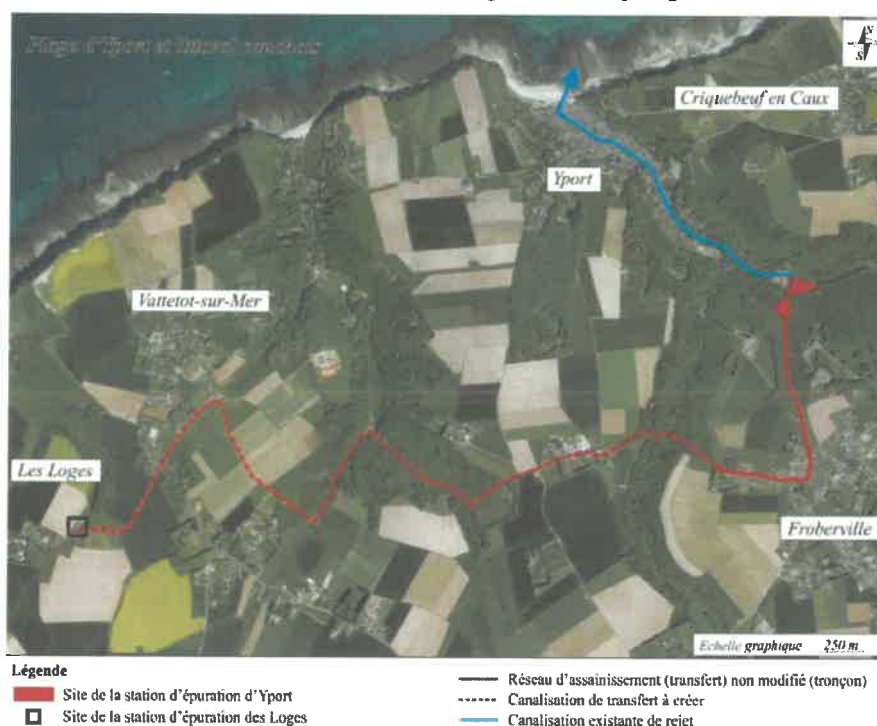 Plage d'Yport et littoral
N
S
Criquebeuf en Caux
Yport
Vattetot-sur-Mer
Les Loges
Froberville
Echelle graphique 250 m
Légende
Site de la station d'épuration d'Yport
Site de la station d'épuration des Loges
Réseau d'assainissement (transfert) non modifié (tronçon)
Canalisation de transfert à créer
Canalisation existante de rejet